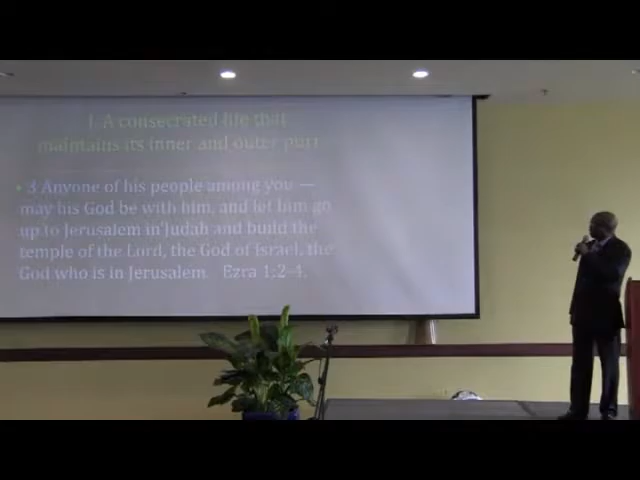 1. A consecrated life that
maintains its inner and outer puri
• 3 Anyone of his people among you —
may his God be with him, and let him go
up to Jerusalem in Judah and build the
temple of the Lord, the God of Israel, the
God who is in Jerusalem. Ezra 1:2-4.